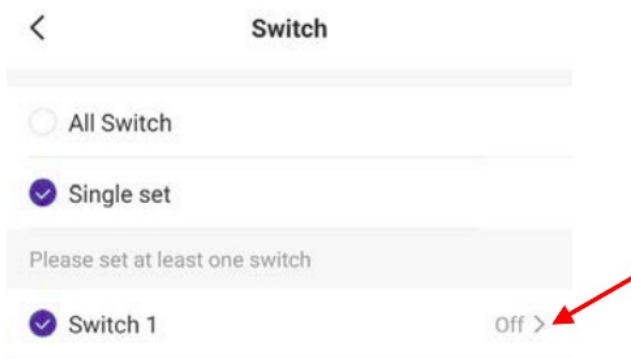 Switch
All Switch
Single set
Please set at least one switch
Switch 1 Off